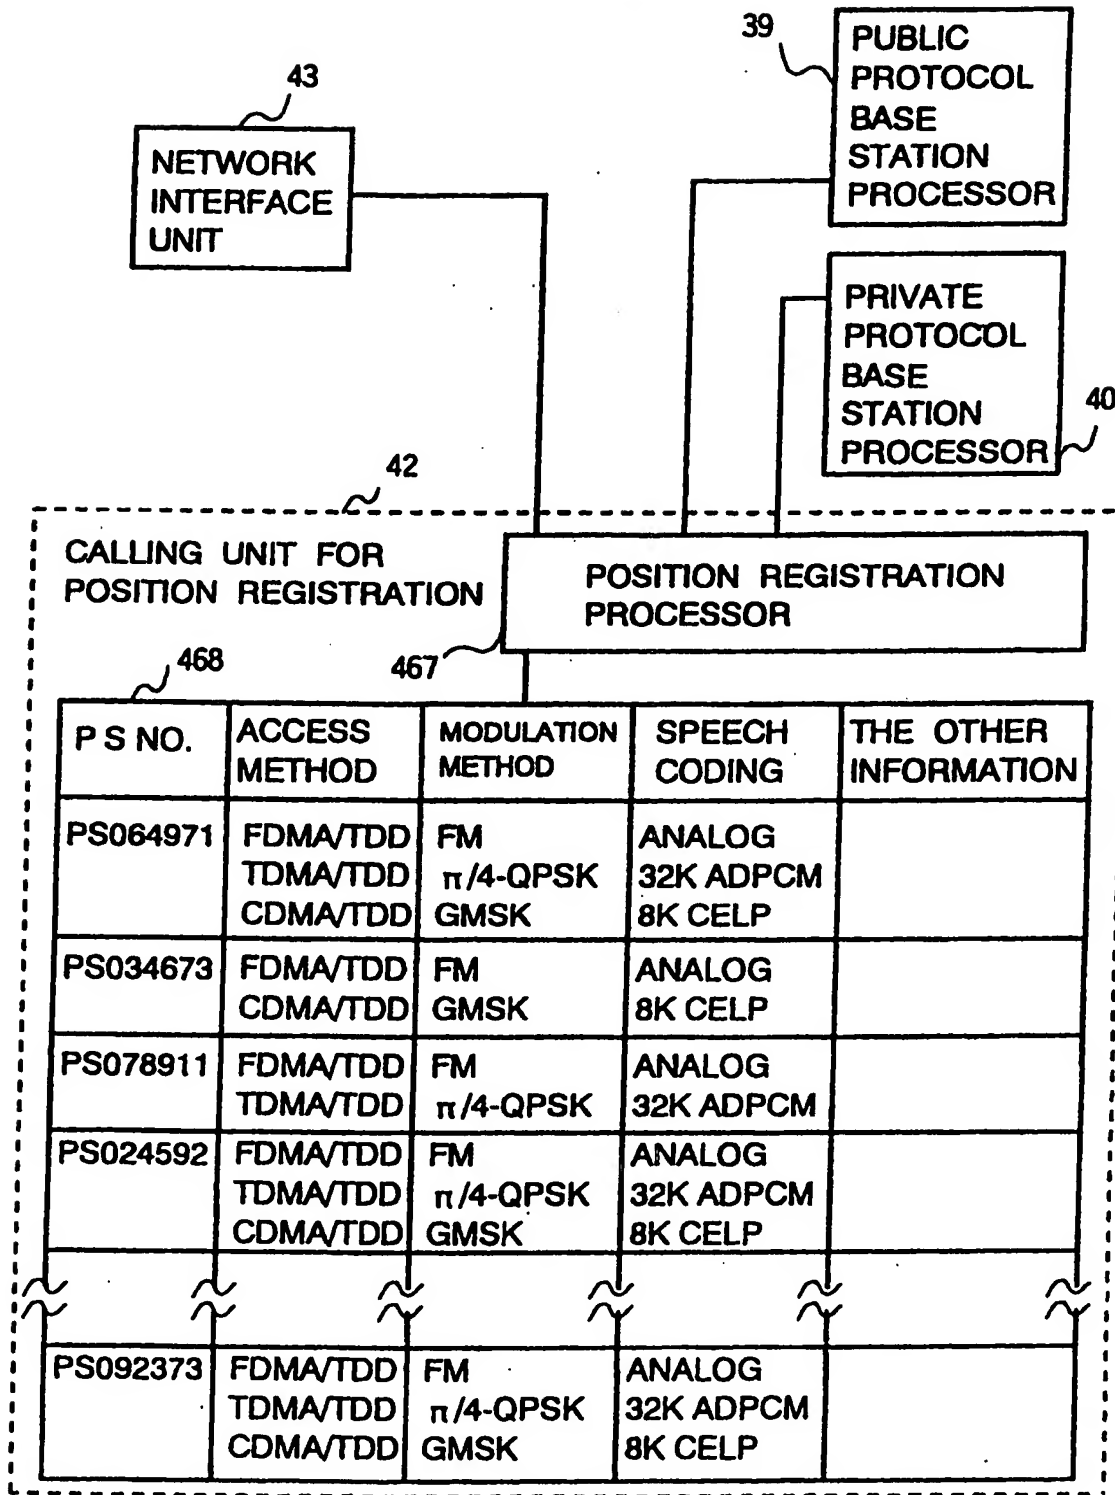 39
PUBLIC
PROTOCOL
BASE
STATION
PROCESSOR
43
NETWORK
INTERFACE
UNIT
PRIVATE
PROTOCOL
BASE
STATION
PROCESSOR
40
42
CALLING UNIT FOR
POSITION REGISTRATION
POSITION REGISTRATION
PROCESSOR
467
468
P S NO. ACCESS METHOD MODULATION METHOD SPEECH CODING THE OTHER INFORMATION
PS064971 FDMA/TDD FM ANALOG
TDMA/TDD π/4-QPSK 32K ADPCM
CDMA/TDD GMSK 8K CELP
PS034673 FDMA/TDD FM ANALOG
CDMA/TDD GMSK 8K CELP
PS078911 FDMA/TDD FM ANALOG
TDMA/TDD π/4-QPSK 32K ADPCM
PS024592 FDMA/TDD FM ANALOG
TDMA/TDD π/4-QPSK 32K ADPCM
CDMA/TDD GMSK 8K CELP
PS092373 FDMA/TDD FM ANALOG
TDMA/TDD π/4-QPSK 32K ADPCM
CDMA/TDD GMSK 8K CELP